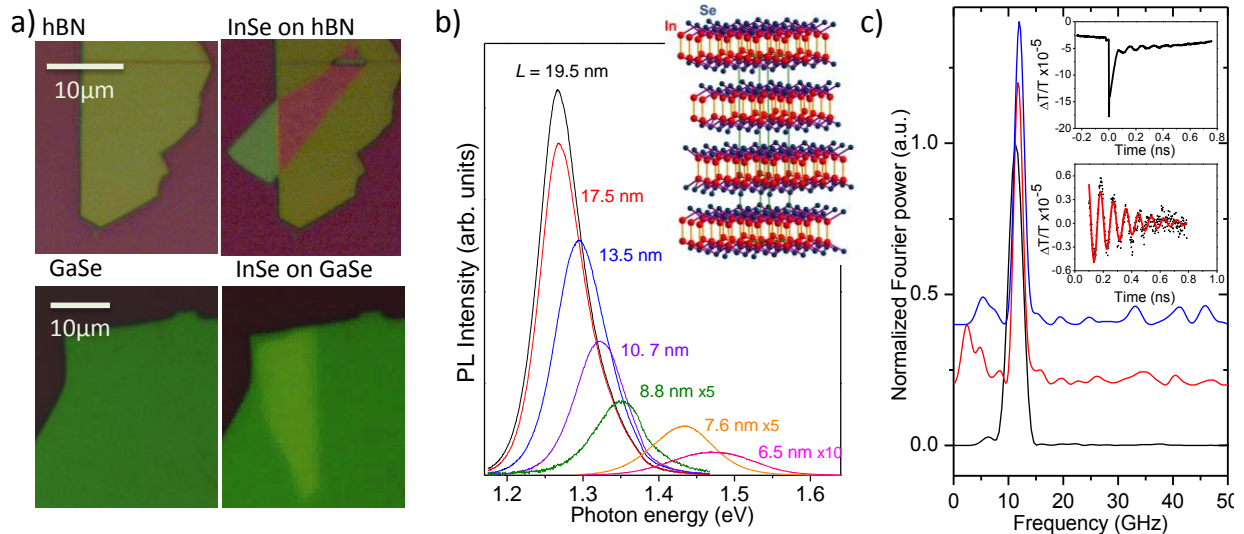 a)
hBN
InSe on hBN
10µm
GaSe
InSe on GaSe
10µm
b)
Se
In
L = 19.5 nm
17.5 nm
13.5 nm
10. 7 nm
8.8 nm x5
7.6 nm x5
6.5 nm x10
PL Intensity (arb. units)
1.2 1.3 1.4 1.5 1.6
Photon energy (eV)
c)
Normalized Fourier power (a.u.)
1.0
0.5
0.0
0 10 20 30 40 50
Frequency (GHz)
ΔT/T x10-5
0
-5
-10
-15
-20
-0.2 0.0 0.2 0.4 0.6 0.8
Time (ns)
ΔT/T x10-5
0.6
0.3
0.0
-0.3
-0.6
0.0 0.2 0.4 0.6 0.8 1.0
Time (ns)